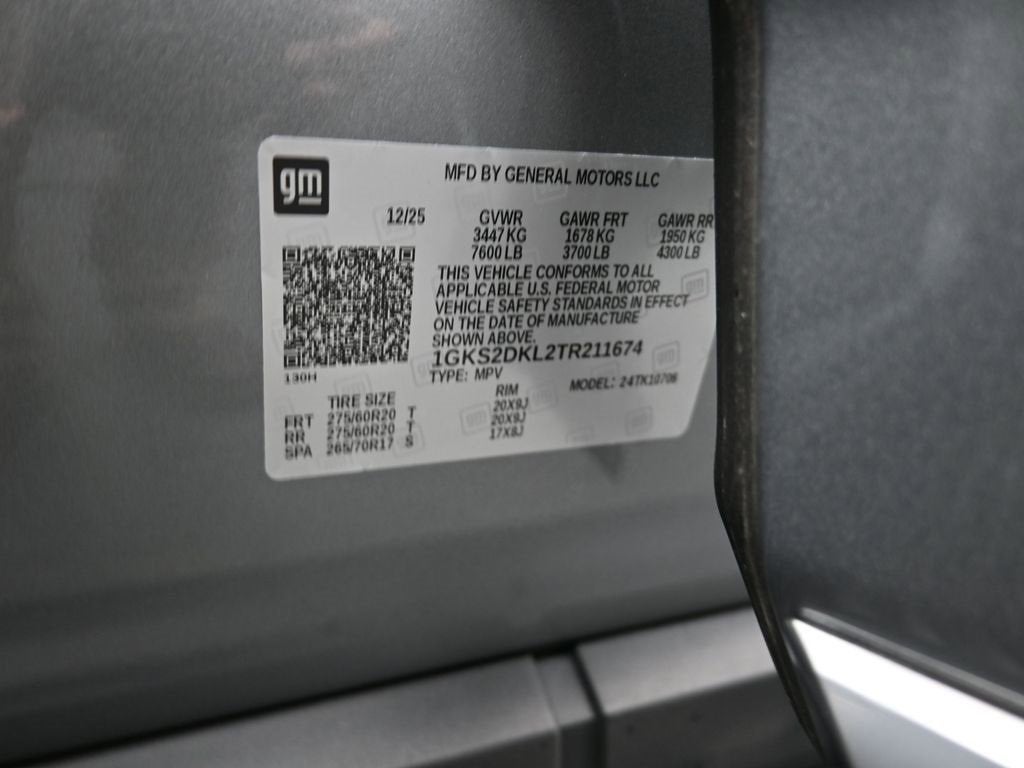 gm
MFD BY GENERAL MOTORS LLC
12/25 GVWR GAWR FRT GAWR RR
3447 KG 1678 KG 1950 KG
7600 LB 3700 LB 4300 LB
THIS VEHICLE CONFORMS TO ALL
APPLICABLE U.S. FEDERAL MOTOR
VEHICLE SAFETY STANDARDS IN EFFECT
ON THE DATE OF MANUFACTURE
SHOWN ABOVE.
1GKS2DKL2TR211674
130H
TYPE: MPV MODEL: 24TK10706
TIRE SIZE RIM
FRT 275/60R20 T 20X9J
RR 275/60R20 T 20X9J
SPA 265/70R17 S 17X8J